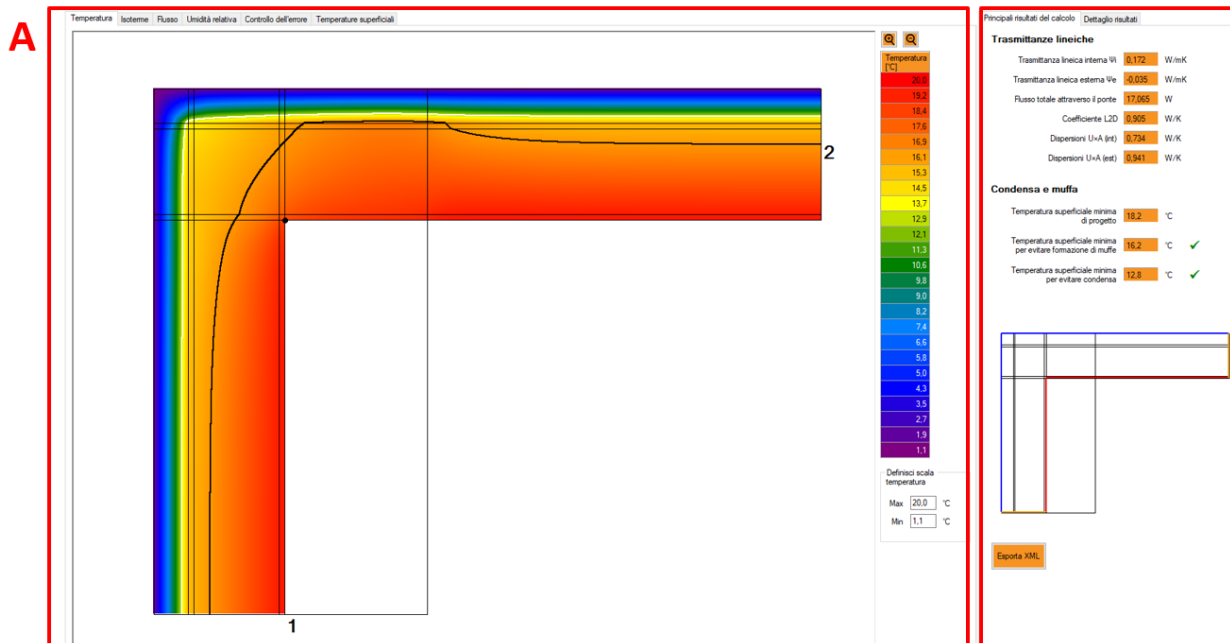 A
Temperatura Isoterme Flusso Umidità relativa Controllo dell'errore Temperature superficiali
Temperatura
[°C]
20,0
19,2
18,4
17,6
16,9
16,1
15,3
14,5
13,7
12,9
12,1
11,3
10,6
9,8
9,0
8,2
7,4
6,6
5,8
5,0
4,3
3,5
2,7
1,9
1,1
Definisci scala
temperatura
Max 20,0 °C
Min 1,1 °C
1
2
Principali risultati del calcolo Dettaglio risultati
Trasmittanze lineiche
Trasmittanza lineica interna Ψi 0,172 W/mK
Trasmittanza lineica esterna Ψe -0,035 W/mK
Flusso totale attraverso il ponte 17,065 W
Coefficiente L2D 0,905 W/K
Dispersioni U×A (int) 0,734 W/K
Dispersioni U×A (est) 0,941 W/K
Condensa e muffa
Temperatura superficiale minima
di progetto 18,2 °C
Temperatura superficiale minima
per evitare formazione di muffe 16,2 °C ✓
Temperatura superficiale minima
per evitare condensa 12,8 °C ✓
Esporta XML